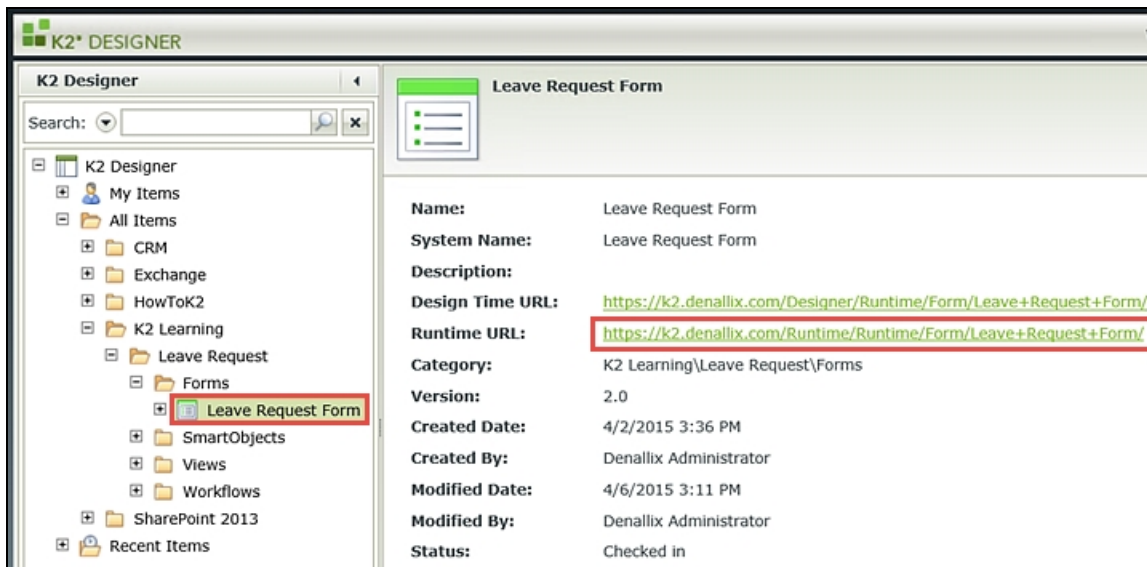 K2* DESIGNER
K2 Designer
Search:
K2 Designer
My Items
All Items
CRM
Exchange
HowToK2
K2 Learning
Leave Request
Forms
Leave Request Form
SmartObjects
Views
Workflows
SharePoint 2013
Recent Items
Leave Request Form
Name: Leave Request Form
System Name: Leave Request Form
Description:
Design Time URL: https://k2.denallix.com/Designer/Runtime/Form/Leave+Request+Form/
Runtime URL: https://k2.denallix.com/Runtime/Runtime/Form/Leave+Request+Form/
Category: K2 Learning\Leave Request\Forms
Version: 2.0
Created Date: 4/2/2015 3:36 PM
Created By: Denallix Administrator
Modified Date: 4/6/2015 3:11 PM
Modified By: Denallix Administrator
Status: Checked in